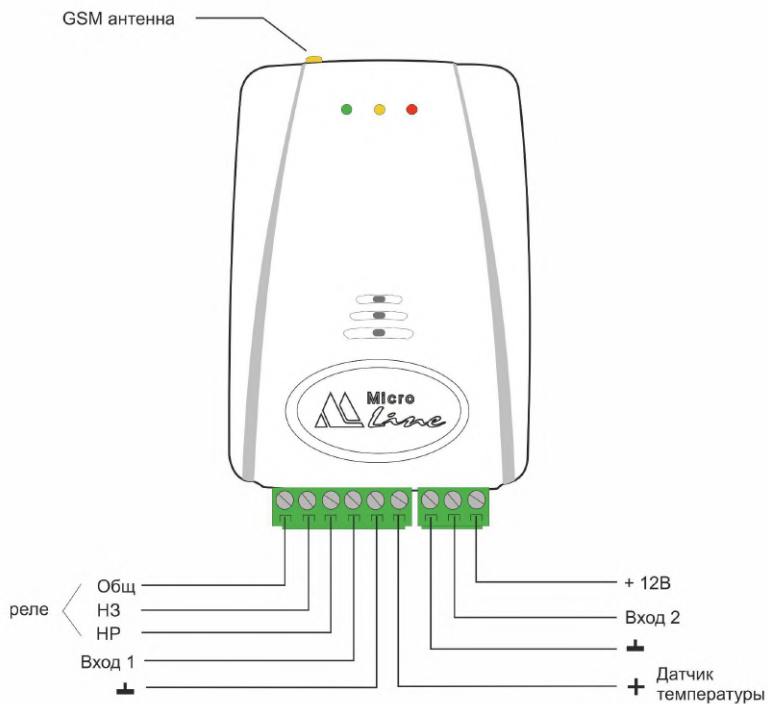 GSM антенна
Micro
Line
Общ
реле
НЗ
НР
Вход 1
+ 12В
Вход 2
+ Датчик
температуры